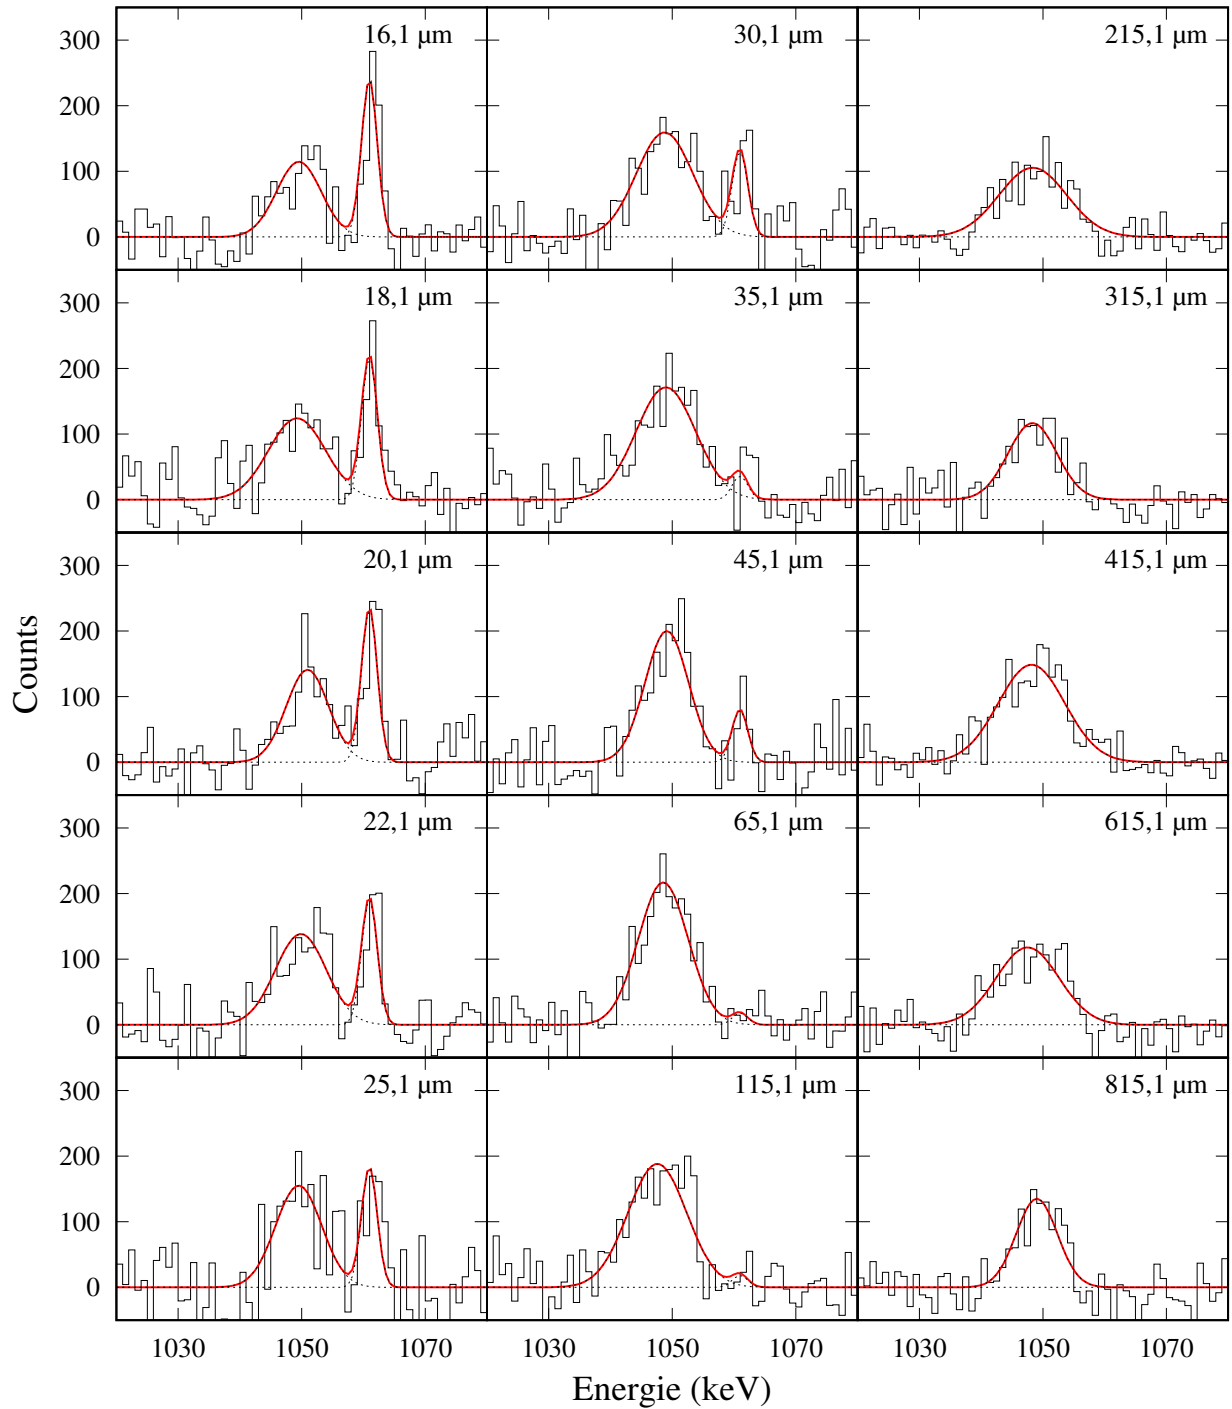 16,1 µm 30,1 µm 215,1 µm
300
200
100
0
18,1 µm 35,1 µm 315,1 µm
300
200
100
0
20,1 µm 45,1 µm 415,1 µm
300
200
100
0
Counts
22,1 µm 65,1 µm 615,1 µm
300
200
100
0
25,1 µm 115,1 µm 815,1 µm
300
200
100
0
1030 1050 1070 1030 1050 1070 1030 1050 1070
Energie (keV)